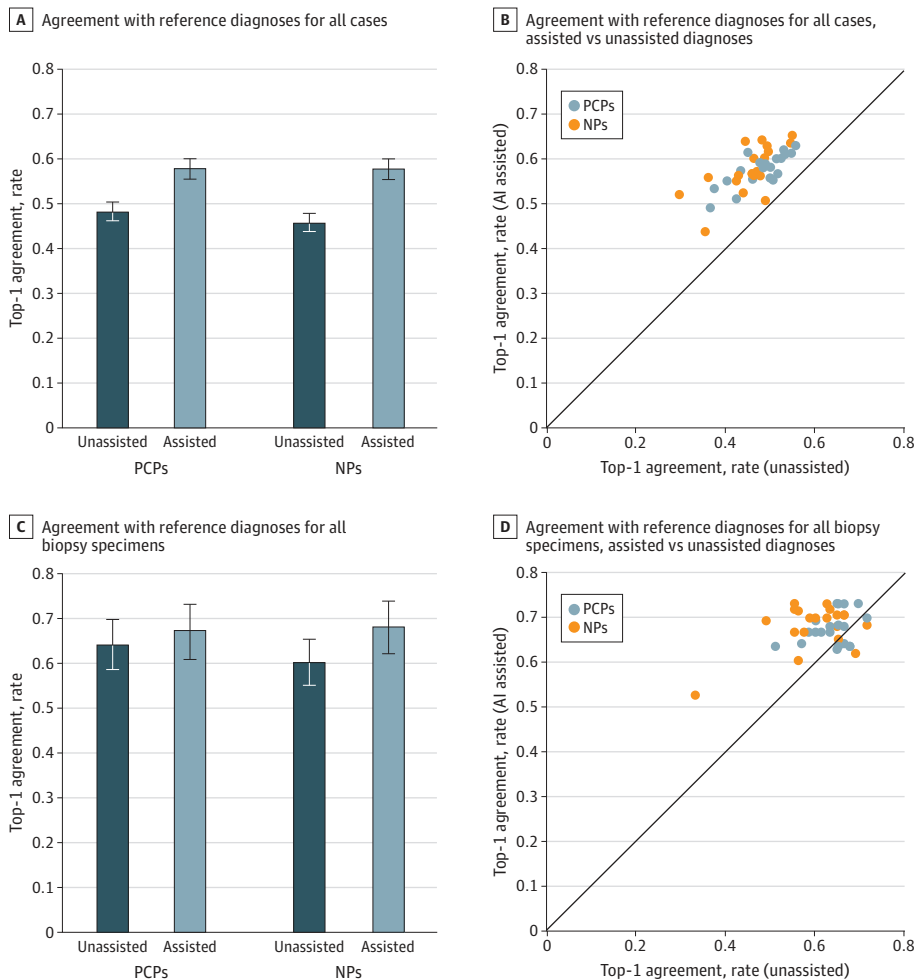 A Agreement with reference diagnoses for all cases
Top-1 agreement, rate
0.8
0.7
0.6
0.5
0.4
0.3
0.2
0.1
0
Unassisted Assisted Unassisted Assisted
PCPs NPs
B Agreement with reference diagnoses for all cases,
assisted vs unassisted diagnoses
Top-1 agreement, rate (AI assisted)
0.8
0.7
0.6
0.5
0.4
0.3
0.2
0.1
0
PCPs
NPs
0 0.2 0.4 0.6 0.8
Top-1 agreement, rate (unassisted)
C Agreement with reference diagnoses for all
biopsy specimens
Top-1 agreement, rate
0.8
0.7
0.6
0.5
0.4
0.3
0.2
0.1
0
Unassisted Assisted Unassisted Assisted
PCPs NPs
D Agreement with reference diagnoses for all biopsy
specimens, assisted vs unassisted diagnoses
Top-1 agreement, rate (AI assisted)
0.8
0.7
0.6
0.5
0.4
0.3
0.2
0.1
0
PCPs
NPs
0 0.2 0.4 0.6 0.8
Top-1 agreement, rate (unassisted)